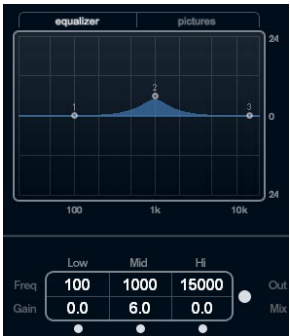 equalizer pictures
24
2
1 3
0
24
100 1k 10k
Low Mid Hi
Freq 100 1000 15000 Out
Gain 0.0 6.0 0.0 Mix